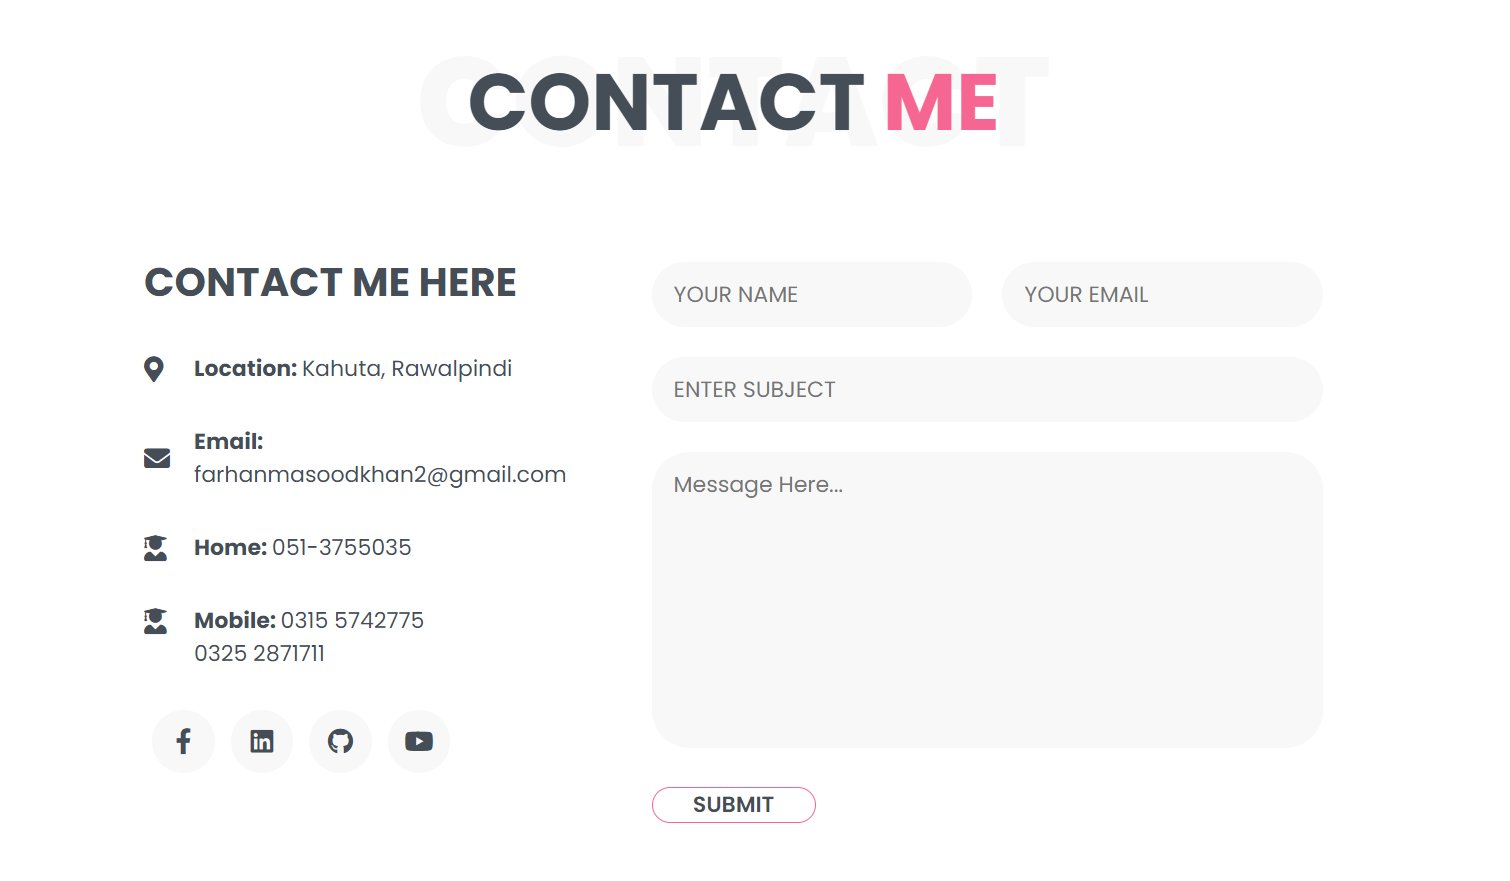 CONTACT
CONTACT ME
CONTACT ME HERE
Location: Kahuta, Rawalpindi
Email:
farhanmasoodkhan2@gmail.com
Home: 051-3755035
Mobile: 0315 5742775
0325 2871711
YOUR NAME
YOUR EMAIL
ENTER SUBJECT
Message Here...
SUBMIT